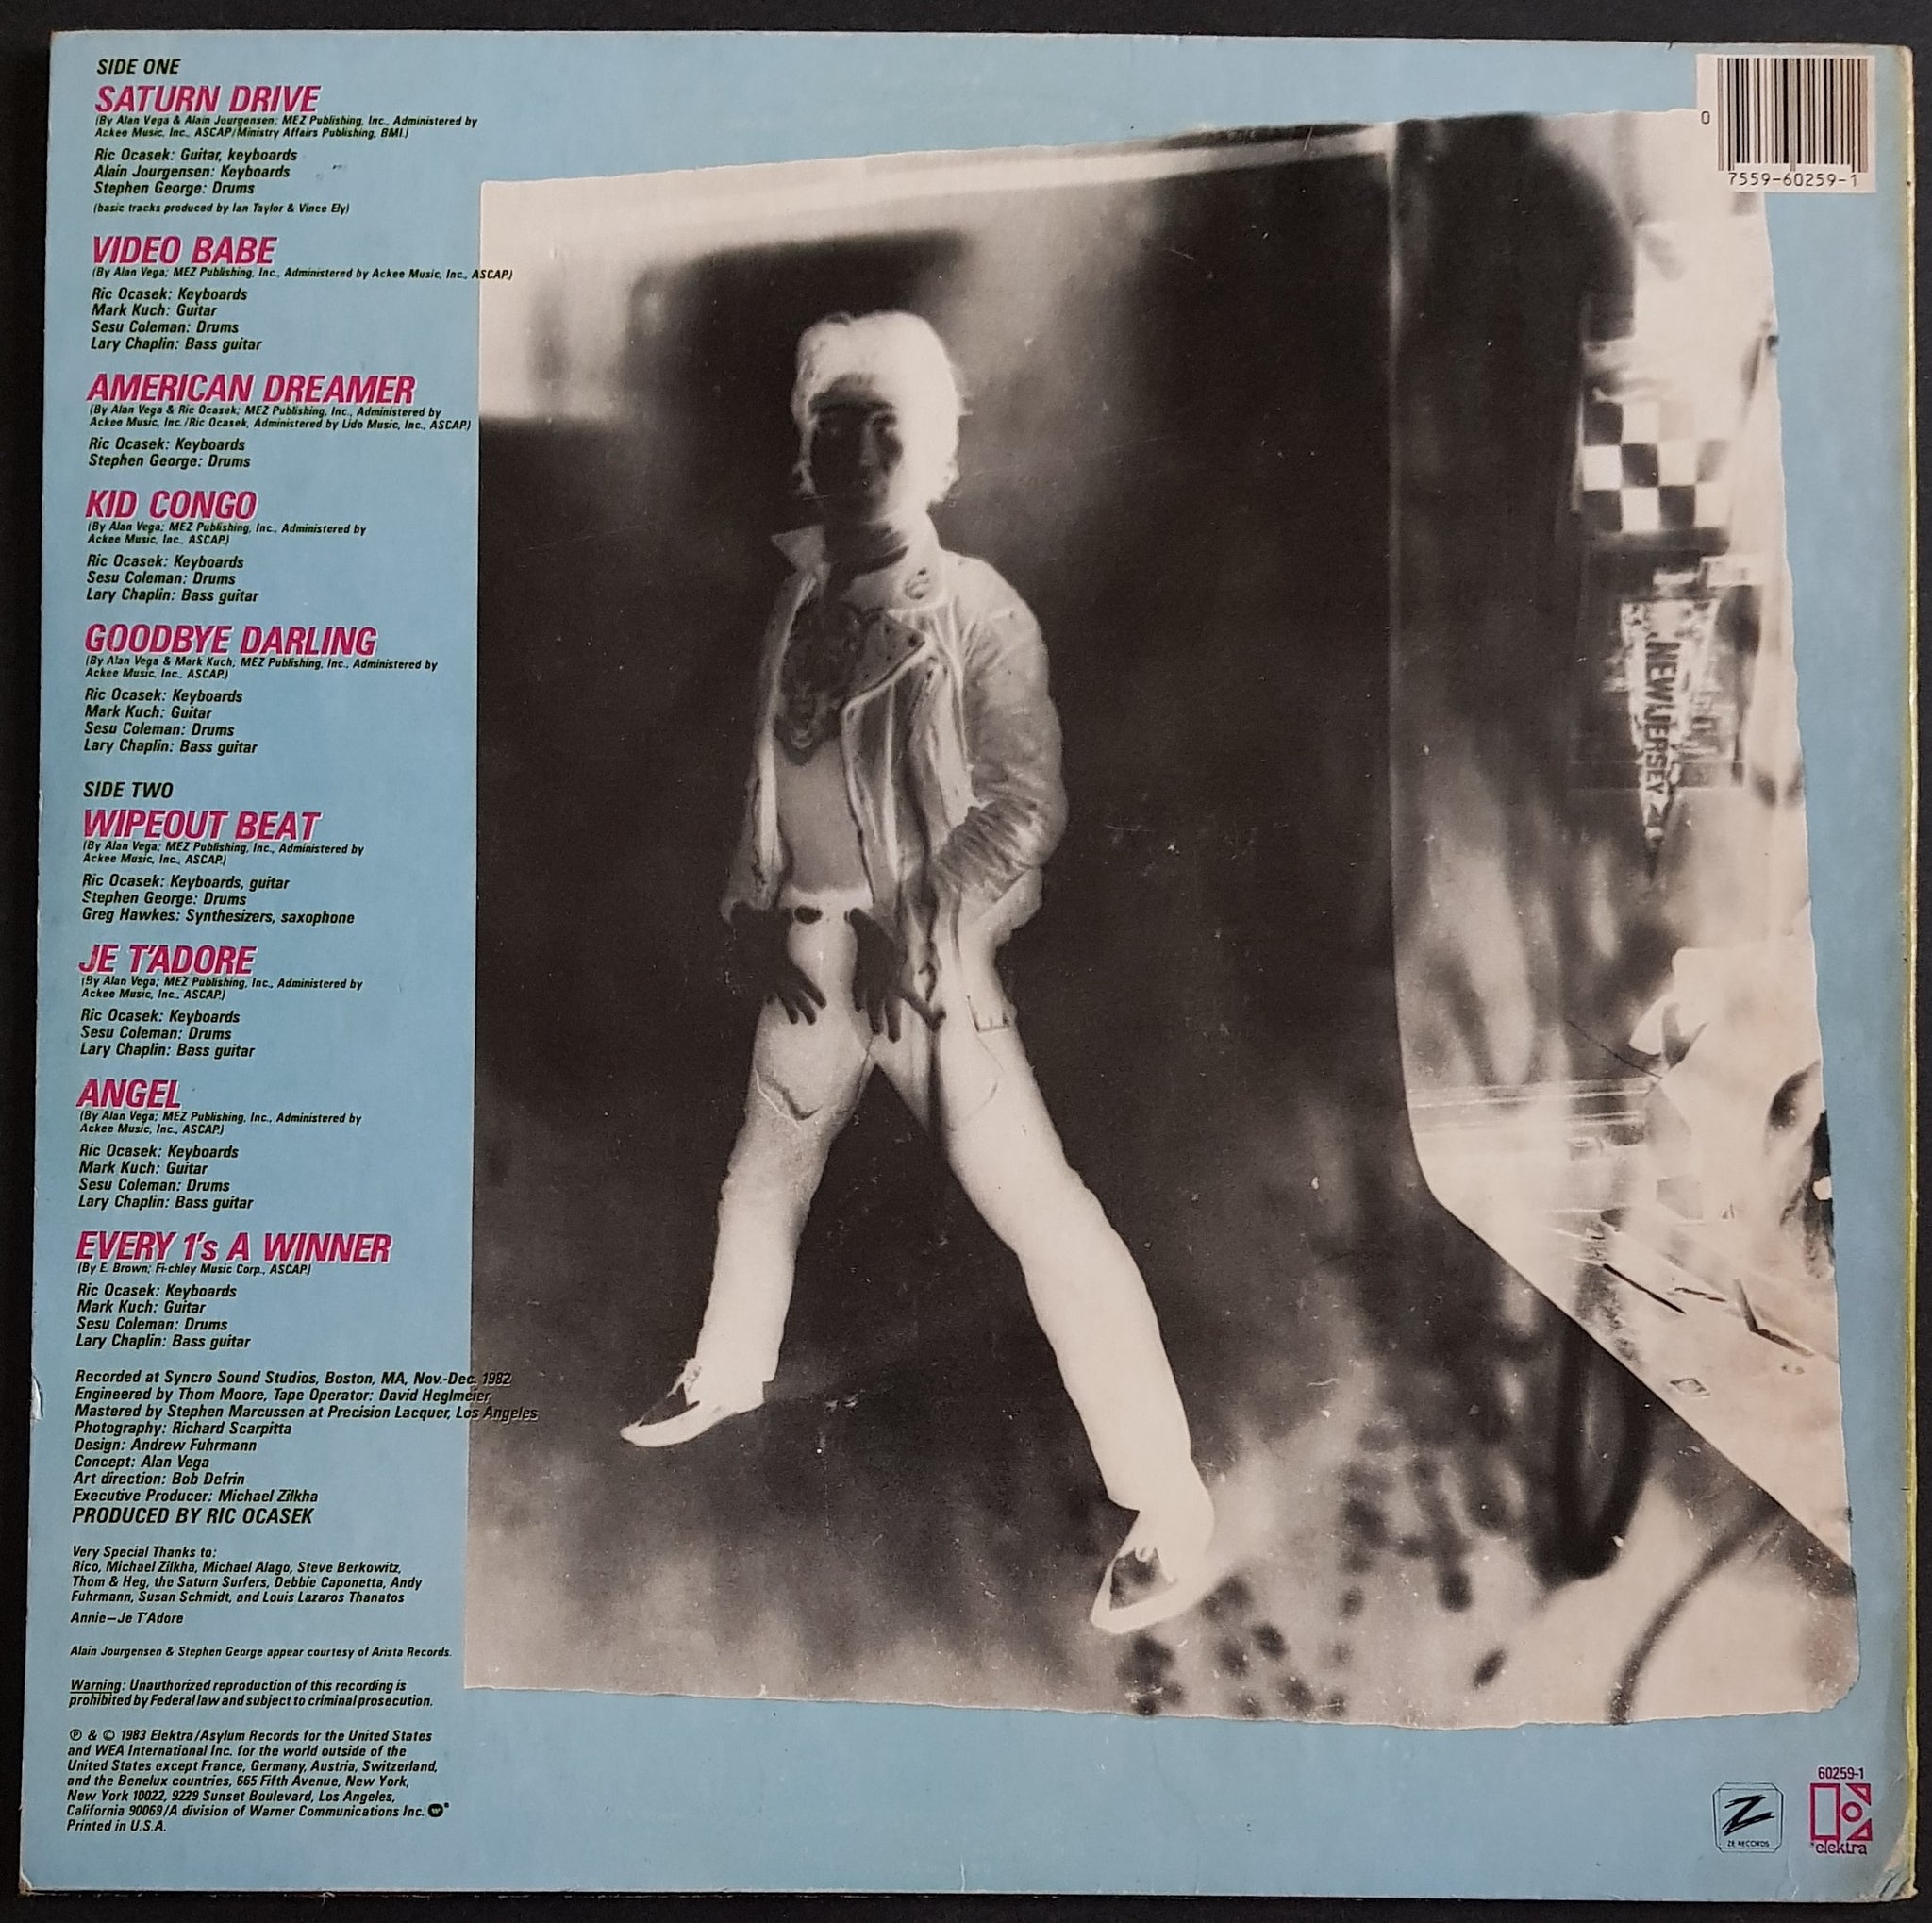 SIDE ONE
SATURN DRIVE
(By Alan Vega & Alain Jourgensen; MEZ Publishing, Inc., Administered by
Ackee Music, Inc., ASCAP/Ministry Affairs Publishing, BMI.)
Ric Ocasek: Guitar, keyboards
Alain Jourgensen: Keyboards
Stephen George: Drums
(basic tracks produced by Ian Taylor & Vince Ely)
VIDEO BABE
(By Alan Vega; MEZ Publishing, Inc., Administered by Ackee Music, Inc., ASCAP.)
Ric Ocasek: Keyboards
Mark Kuch: Guitar
Sesu Coleman: Drums
Lary Chaplin: Bass guitar
AMERICAN DREAMER
(By Alan Vega & Ric Ocasek; MEZ Publishing, Inc., Administered by
Ackee Music, Inc./Ric Ocasek, Administered by Lido Music, Inc., ASCAP.)
Ric Ocasek: Keyboards
Stephen George: Drums
KID CONGO
(By Alan Vega; MEZ Publishing, Inc., Administered by
Ackee Music, Inc., ASCAP.)
Ric Ocasek: Keyboards
Sesu Coleman: Drums
Lary Chaplin: Bass guitar
GOODBYE DARLING
(By Alan Vega & Mark Kuch; MEZ Publishing, Inc., Administered by
Ackee Music, Inc., ASCAP.)
Ric Ocasek: Keyboards
Mark Kuch: Guitar
Sesu Coleman: Drums
Lary Chaplin: Bass guitar
SIDE TWO
WIPEOUT BEAT
(By Alan Vega; MEZ Publishing, Inc., Administered by
Ackee Music, Inc., ASCAP.)
Ric Ocasek: Keyboards, guitar
Stephen George: Drums
Greg Hawkes: Synthesizers, saxophone
JE T'ADORE
(By Alan Vega; MEZ Publishing, Inc., Administered by
Ackee Music, Inc., ASCAP.)
Ric Ocasek: Keyboards
Sesu Coleman: Drums
Lary Chaplin: Bass guitar
ANGEL
(By Alan Vega; MEZ Publishing, Inc., Administered by
Ackee Music, Inc., ASCAP.)
Ric Ocasek: Keyboards
Mark Kuch: Guitar
Sesu Coleman: Drums
Lary Chaplin: Bass guitar
EVERY 1's A WINNER
(By E. Brown; Fi-chley Music Corp., ASCAP.)
Ric Ocasek: Keyboards
Mark Kuch: Guitar
Sesu Coleman: Drums
Lary Chaplin: Bass guitar
Recorded at Syncro Sound Studios, Boston, MA, Nov.-Dec. 1982
Engineered by Thom Moore, Tape Operator: David Heglmeier,
Mastered by Stephen Marcussen at Precision Lacquer, Los Angeles
Photography: Richard Scarpitta
Design: Andrew Fuhrmann
Concept: Alan Vega
Art direction: Bob Defrin
Executive Producer: Michael Zilkha
PRODUCED BY RIC OCASEK
Very Special Thanks to:
Rico, Michael Zilkha, Michael Alago, Steve Berkowitz,
Thom & Heg, the Saturn Surfers, Debbie Caponetta, Andy
Fuhrmann, Susan Schmidt, and Louis Lazaros Thanatos
Annie—Je T'Adore
Alain Jourgensen & Stephen George appear courtesy of Arista Records.
Warning: Unauthorized reproduction of this recording is
prohibited by Federal law and subject to criminal prosecution.
℗ & © 1983 Elektra/Asylum Records for the United States
and WEA International Inc. for the world outside of the
United States except France, Germany, Austria, Switzerland,
and the Benelux countries, 665 Fifth Avenue, New York,
New York 10022, 9229 Sunset Boulevard, Los Angeles,
California 90069/A division of Warner Communications Inc.
Printed in U.S.A.
0
7559-60259-1
NEW JERSEY
60259-1
Z
ZE RECORDS
elektra